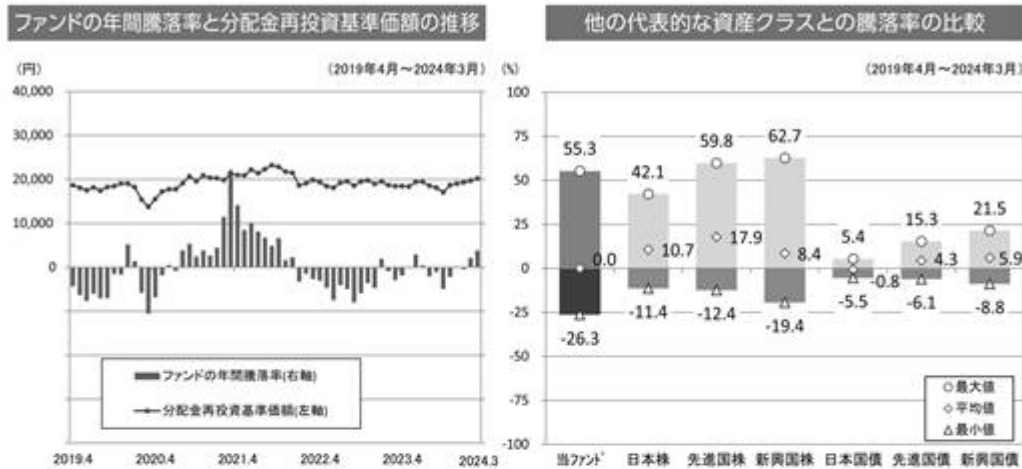 ファンドの年間騰落率と分配金再投資基準価額の推移
(円)
(2019年4月～2024年3月)
40,000
30,000
20,000
10,000
0
ファンドの年間騰落率(右軸)
分配金再投資基準価額(左軸)
2019.4
2020.4
2021.4
2022.4
2023.4
2024.3
他の代表的な資産クラスとの騰落率の比較
(%)
(2019年4月～2024年3月)
100
75
50
25
0
-25
-50
-75
-100
55.3
0.0
-26.3
42.1
10.7
-11.4
59.8
17.9
-12.4
62.7
8.4
-19.4
5.4
-0.8
-5.5
15.3
4.3
-6.1
21.5
5.9
-8.8
最大値
平均値
最小値
当ファンド
日本株
先進国株
新興国株
日本国債
先進国債
新興国債